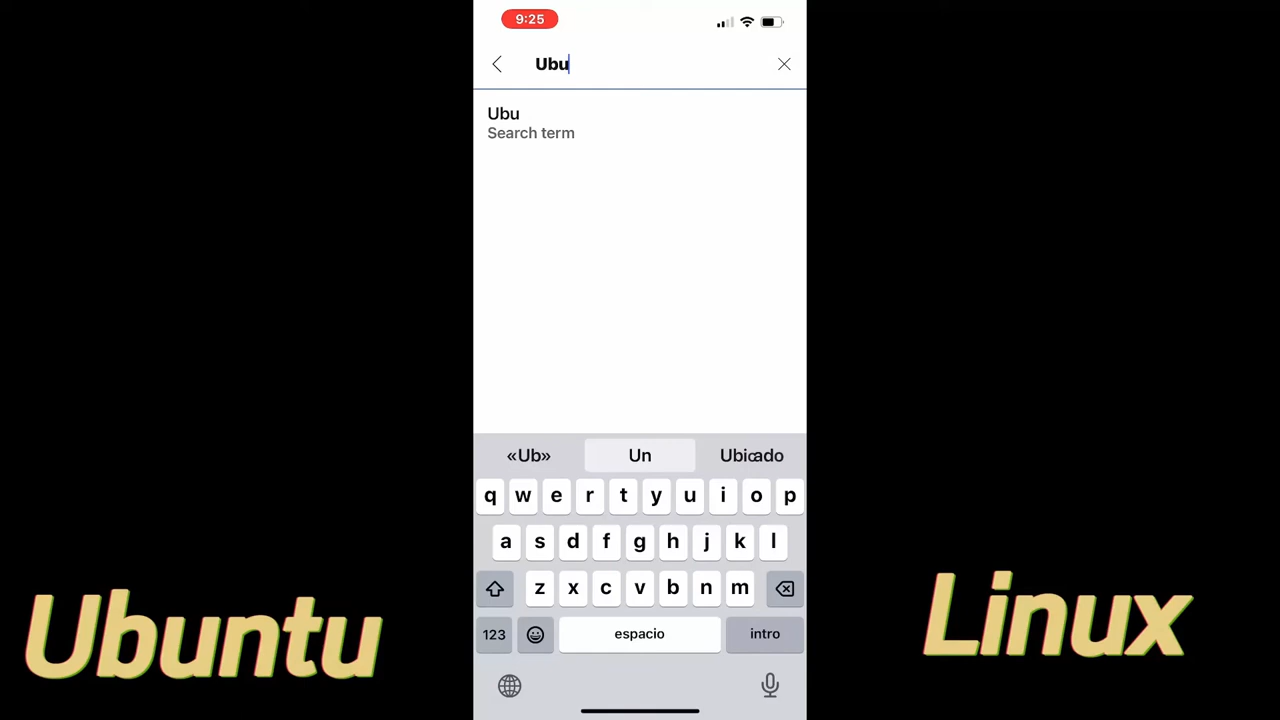 9:25
Ubu
Ubu
Search term
«Ub» Un Ubicado
q w e r t y u i o p
a s d f g h j k l
z x c v b n m
123 espacio intro
Ubuntu
Linux